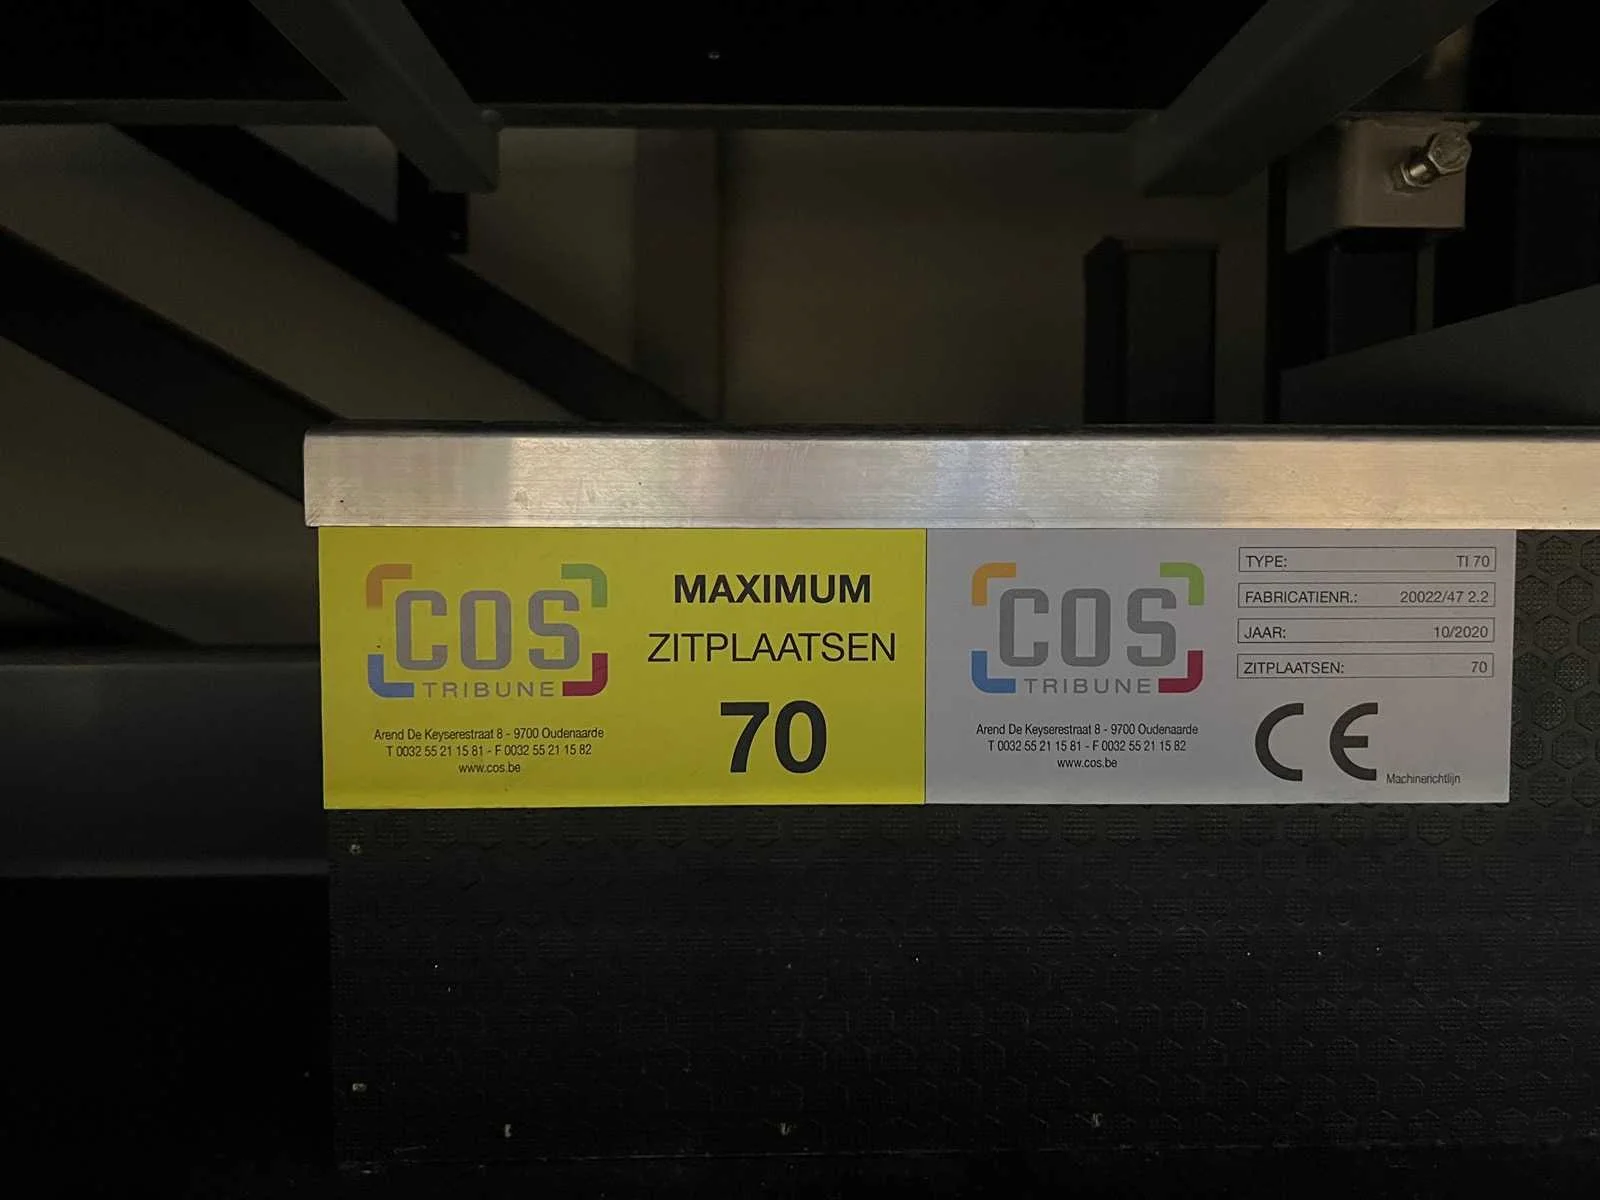 COS
TRIBUNE
Arend De Keyserestraat 8 - 9700 Oudenaarde
T 0032 55 21 15 81 - F 0032 55 21 15 82
www.cos.be
MAXIMUM
ZITPLAATSEN
70
COS
TRIBUNE
Arend De Keyserestraat 8 - 9700 Oudenaarde
T 0032 55 21 15 81 - F 0032 55 21 15 82
www.cos.be
TYPE: TI 70
FABRICATIENR.: 20022/47 2.2
JAAR: 10/2020
ZITPLAATSEN: 70
CE Machinerichtlijn